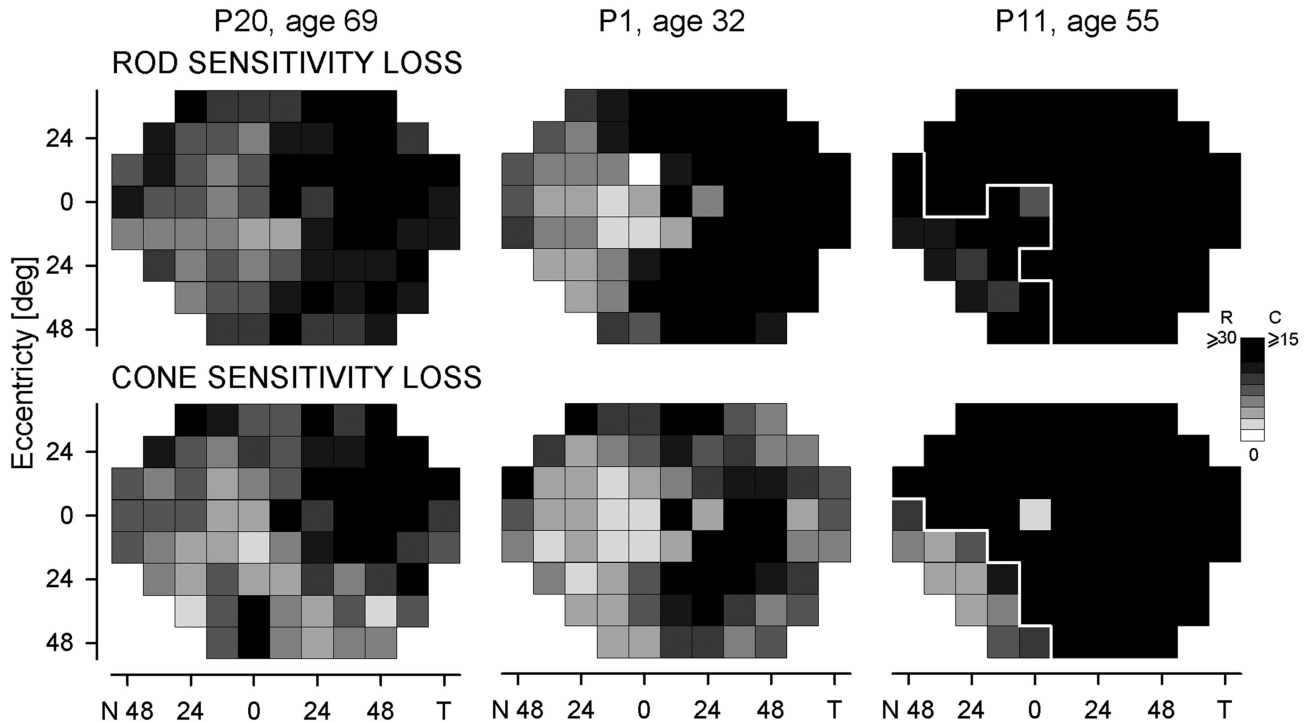 P20, age 69
P1, age 32
P11, age 55
ROD SENSITIVITY LOSS
24
0
24
48
Eccentricty [deg]
R
C
⩾30
⩾15
0
CONE SENSITIVITY LOSS
24
0
24
48
N 48 24 0 24 48 T
N 48 24 0 24 48 T
N 48 24 0 24 48 T